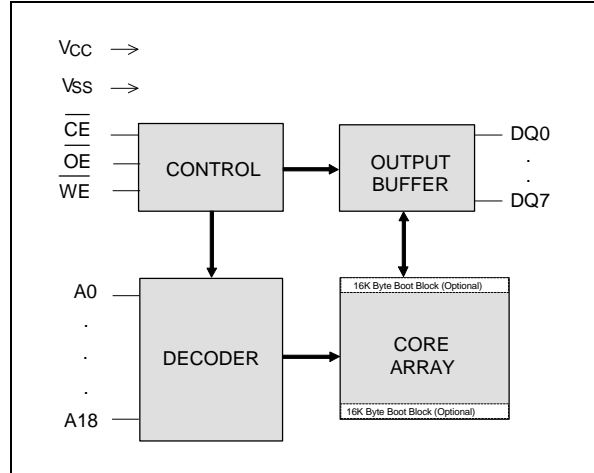 VCC
VSS
CE
OE
WE
CONTROL
OUTPUT
BUFFER
DQ0
.
.
DQ7
A0
.
.
.
A18
DECODER
16K Byte Boot Block (Optional)
CORE
ARRAY
16K Byte Boot Block (Optional)